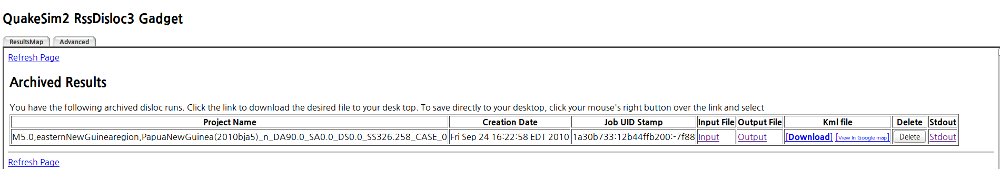 QuakeSim2 RssDisloc3 Gadget
ResultsMap Advanced
Refresh Page
Archived Results
You have the following archived disloc runs. Click the link to download the desired file to your desk top. To save directly to your desktop, click your mouse's right button over the link and select
Project Name Creation Date Job UID Stamp Input File Output File Kml file Delete Stdout
M5.0,easternNewGuinearegion,PapuaNewGuinea(2010bja5)_n_DA90.0_SA0.0_DS0.0_SS326.258_CASE_0 Fri Sep 24 16:22:58 EDT 2010 1a30b733:12b44ffb200:-7f88 Input Output [Download] [View In Google map] Delete Stdout
Refresh Page